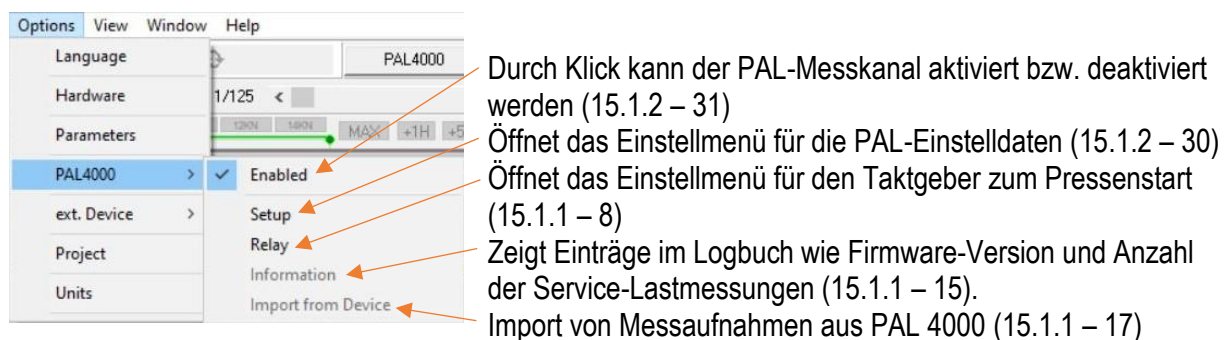 Options View Window Help
Language
PAL4000
Hardware
1/125 <
12KN 14KN MAX +1H +5
Parameters
PAL4000 > ✓ Enabled
ext. Device > Setup
Relay
Project
Information
Units
Import from Device
Durch Klick kann der PAL-Messkanal aktiviert bzw. deaktiviert
werden (15.1.2 – 31)
Öffnet das Einstellmenü für die PAL-Einstelldaten (15.1.2 – 30)
Öffnet das Einstellmenü für den Taktgeber zum Pressenstart
(15.1.1 – 8)
Zeigt Einträge im Logbuch wie Firmware-Version und Anzahl
der Service-Lastmessungen (15.1.1 – 15).
Import von Messaufnahmen aus PAL 4000 (15.1.1 – 17)